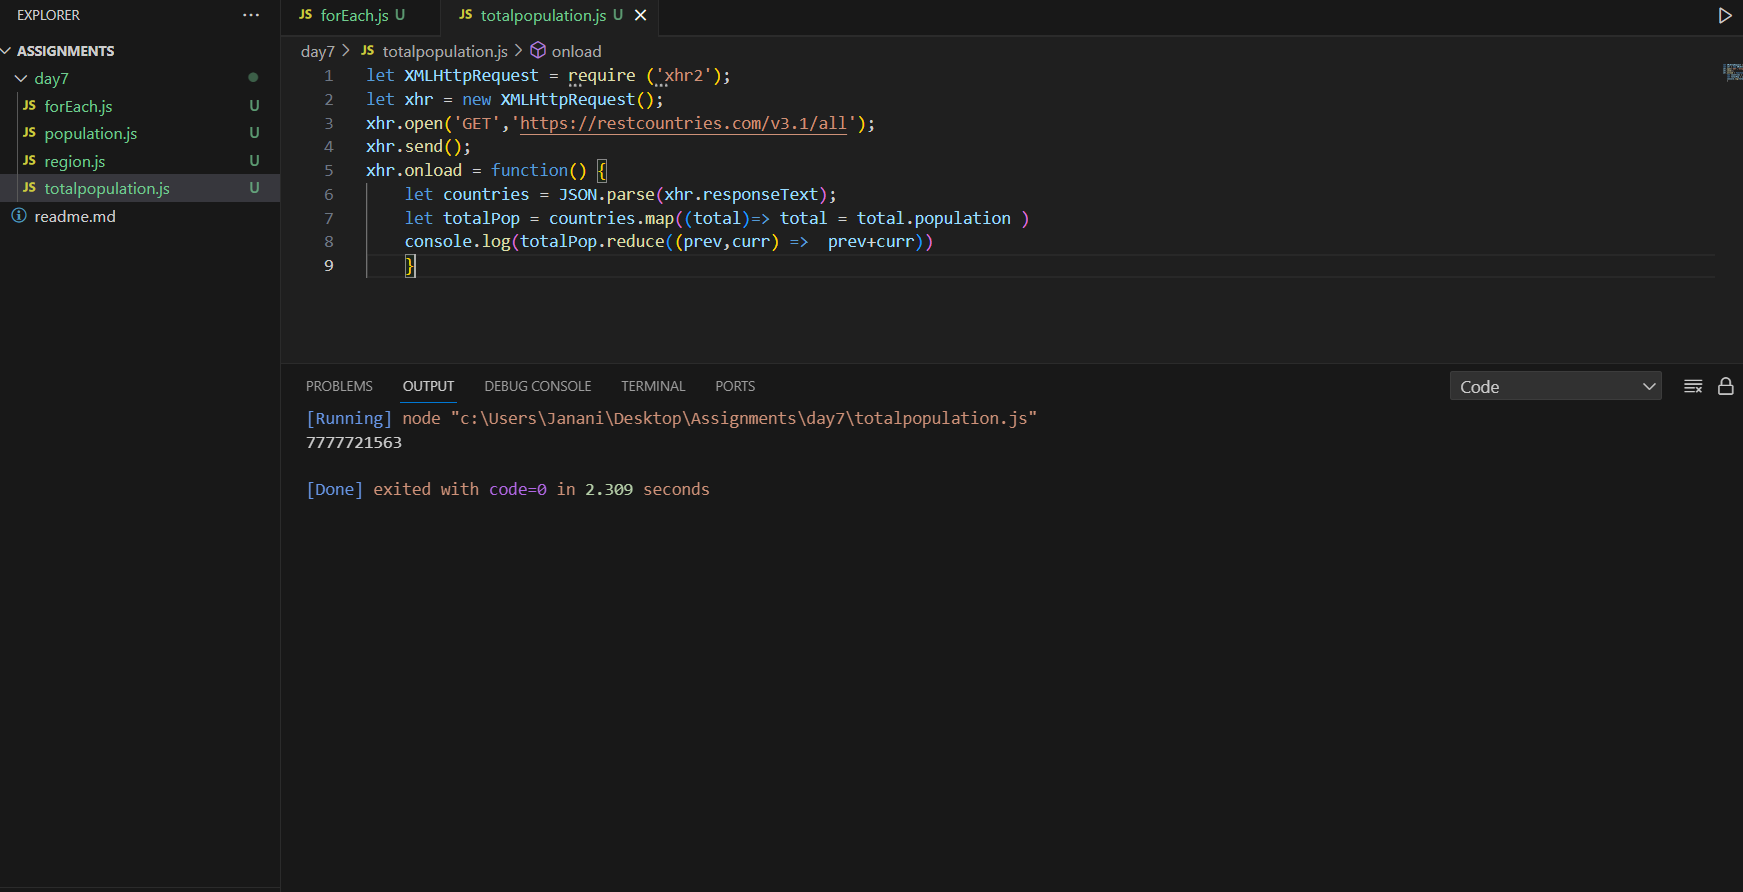 EXPLORER ...
ASSIGNMENTS
day7
JS forEach.js U
JS population.js U
JS region.js U
JS totalpopulation.js U
readme.md
JS forEach.js U JS totalpopulation.js U
day7 > JS totalpopulation.js > onload
1 let XMLHttpRequest = require ('xhr2');
2 let xhr = new XMLHttpRequest();
3 xhr.open('GET','https://restcountries.com/v3.1/all');
4 xhr.send();
5 xhr.onload = function() {
6 let countries = JSON.parse(xhr.responseText);
7 let totalPop = countries.map((total)=> total = total.population )
8 console.log(totalPop.reduce((prev,curr) =>  prev+curr))
9 }
PROBLEMS OUTPUT DEBUG CONSOLE TERMINAL PORTS Code
[Running] node "c:\Users\Janani\Desktop\Assignments\day7\totalpopulation.js"
7777721563
[Done] exited with code=0 in 2.309 seconds